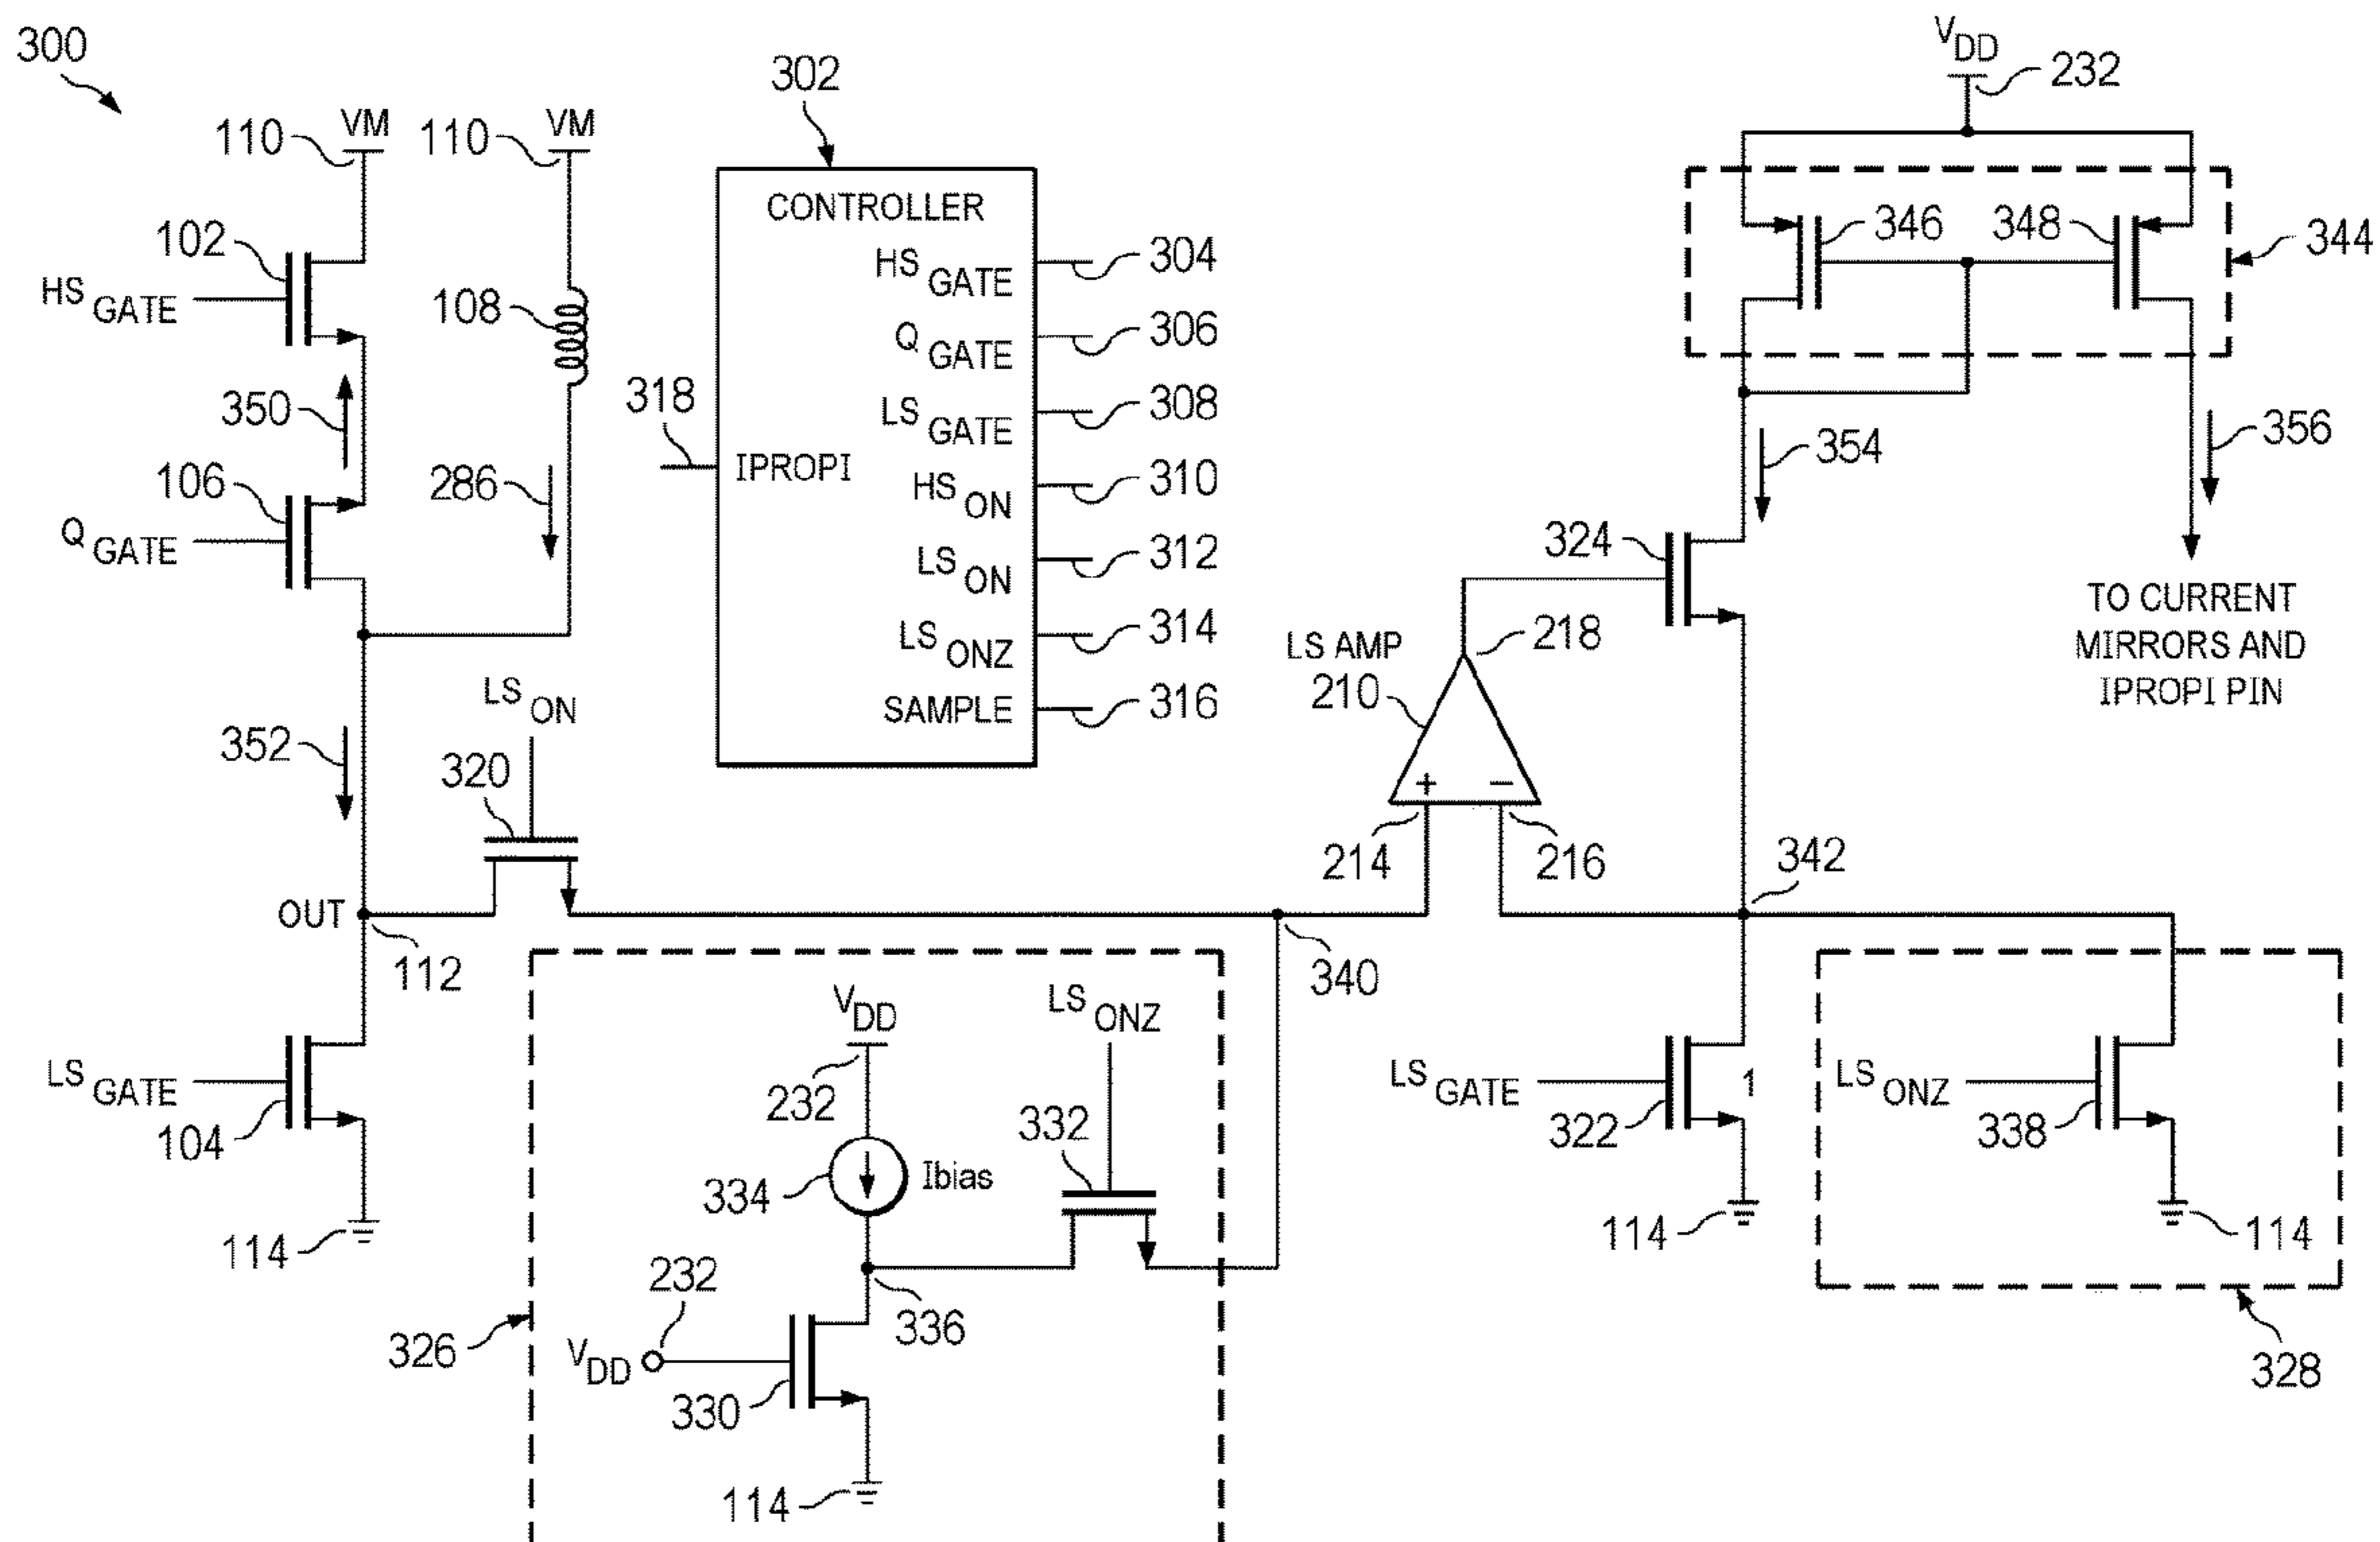 300
110
VM
110
VM
102
HS GATE
108
350
106
Q GATE
286
352
OUT
112
LS GATE
104
114
302
CONTROLLER
HS GATE
304
Q GATE
306
LS GATE
308
318
IPROPI
HS ON
310
LS ON
312
LS ONZ
314
SAMPLE
316
LS ON
320
326
VDD
232
334
Ibias
LS ONZ
332
336
232
VDD
330
114
340
LS AMP
210
218
+
−
214
216
VDD
232
346
348
344
354
356
324
TO CURRENT
MIRRORS AND
IPROPI PIN
342
LS GATE
322
1
114
LS ONZ
338
114
328